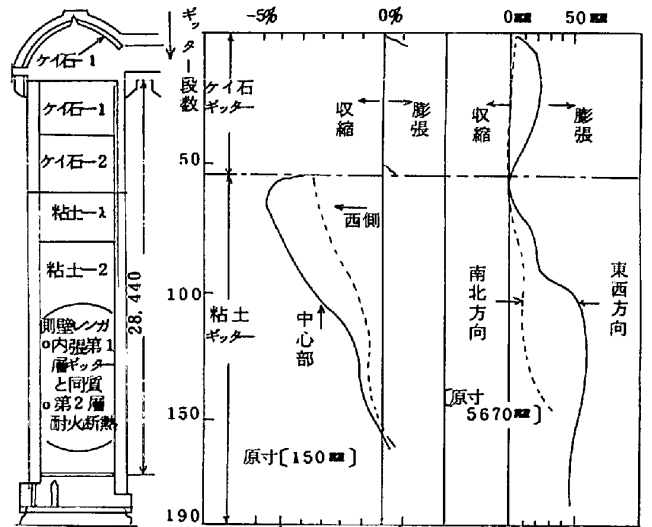 ケイ石-1
ケイ石-1
ケイ石-2
粘土-1
粘土-2
側壁レンガ
o内張第1
層ギッター
と同質
o第2層
耐火断熱
28.440
ギッター段数
-5%
0%
ケイ石
ギッター
収縮
膨張
50
西側
100
粘土
ギッター
中心部
150
原寸〔150㎜〕
190
0㎜
50㎜
収縮
膨張
南北方向
東西方向
〔原寸
5670㎜〕